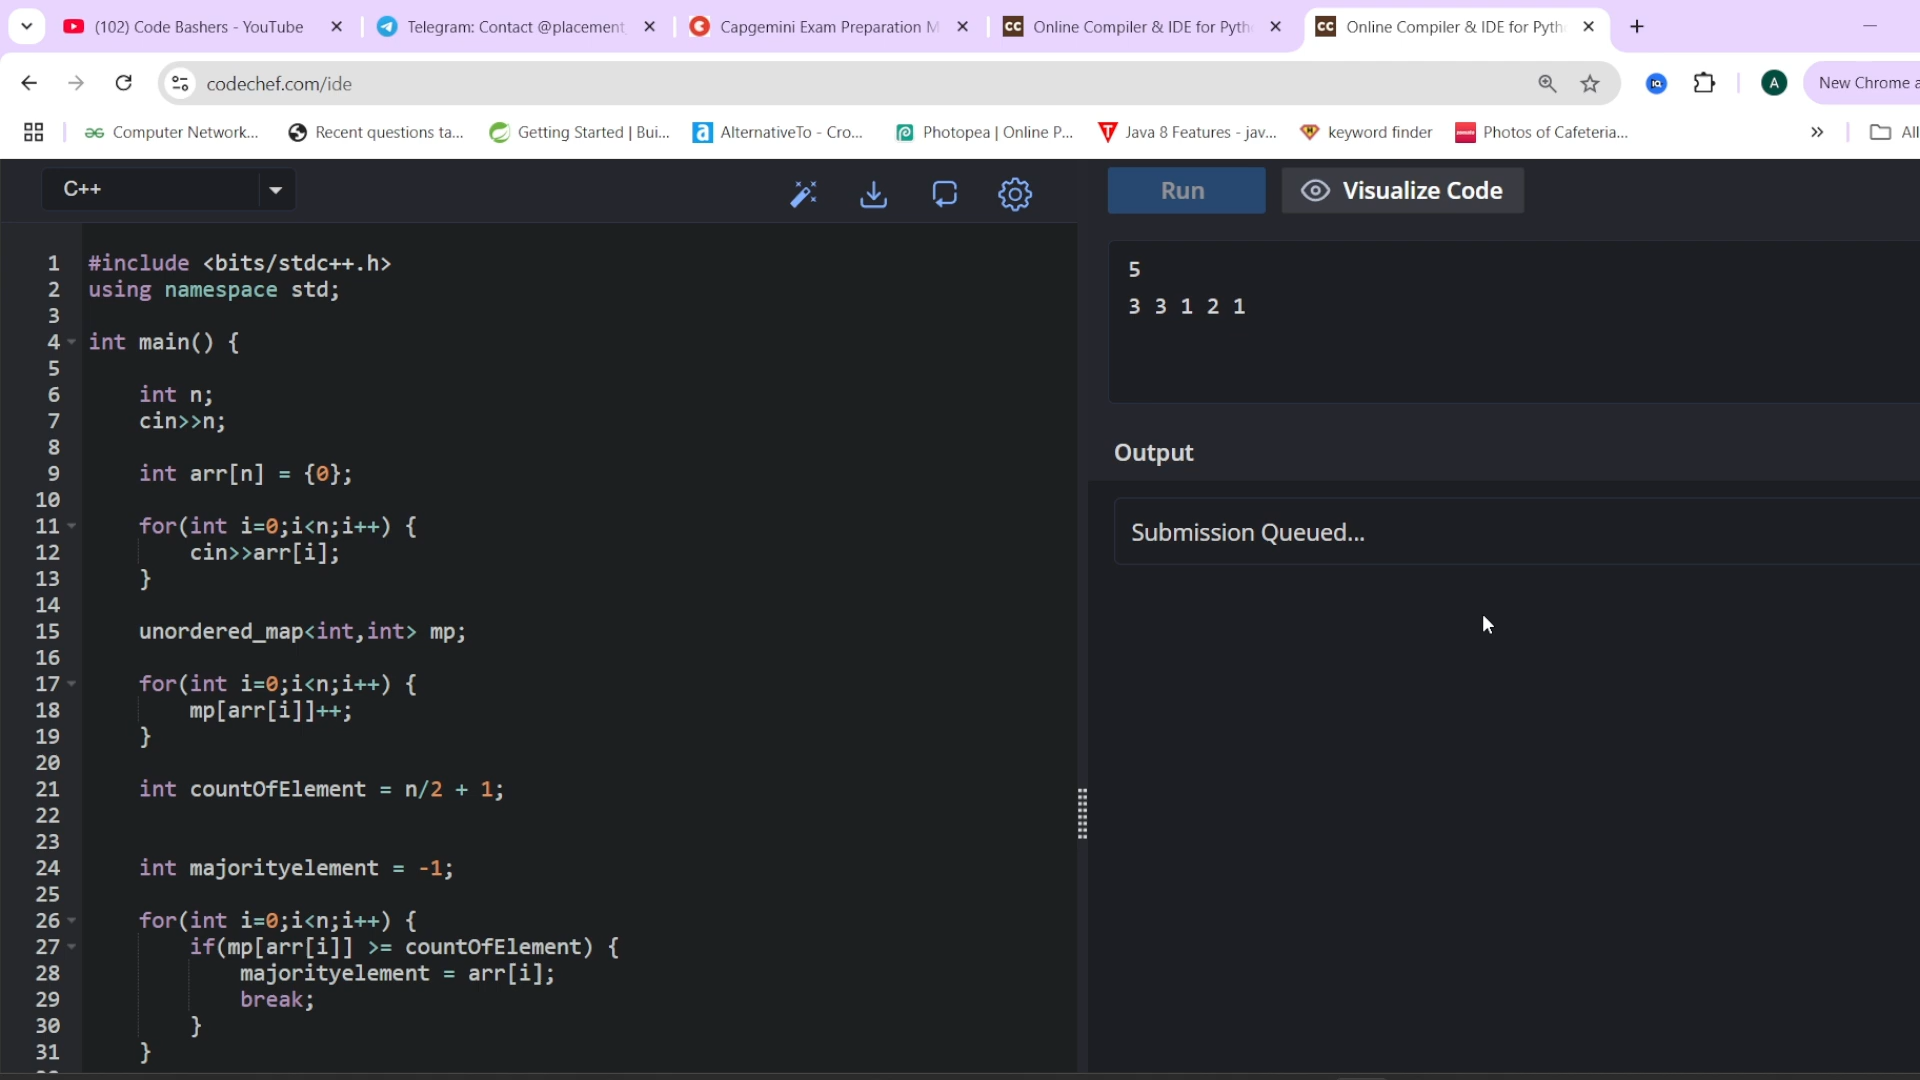 (102) Code Bashers - YouTube
Telegram: Contact @placement
Capgemini Exam Preparation M
Online Compiler & IDE for Pyth
Online Compiler & IDE for Pyth
codechef.com/ide
A
New Chrome a
Computer Network...
Recent questions ta...
Getting Started | Bui...
AlternativeTo - Cro...
Photopea | Online P...
Java 8 Features - jav...
keyword finder
Photos of Cafeteria...
All
C++
Run
Visualize Code
1 #include <bits/stdc++.h>
2 using namespace std;
3
4 int main() {
5
6 int n;
7 cin>>n;
8
9 int arr[n] = {0};
10
11 for(int i=0;i<n;i++) {
12 cin>>arr[i];
13 }
14
15 unordered_map<int,int> mp;
16
17 for(int i=0;i<n;i++) {
18 mp[arr[i]]++;
19 }
20
21 int countOfElement = n/2 + 1;
22
23
24 int majorityelement = -1;
25
26 for(int i=0;i<n;i++) {
27 if(mp[arr[i]] >= countOfElement) {
28 majorityelement = arr[i];
29 break;
30 }
31 }
5
3 3 1 2 1
Output
Submission Queued...